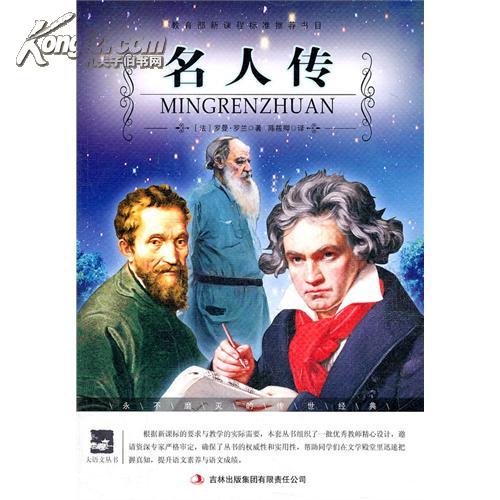 教育部新课程标准推荐书目
Kongfz.com
孔夫子旧书网
名人传
MINGRENZHUAN
[法]罗曼·罗兰著 陈筱卿译
永不磨灭的传世经典
根据新课标的要求与教学的实际需要，本套丛书组织了一批优秀教师精心设计，邀
请资深专家严格审定，确保了丛书的权威性和实用性，帮助同学们在文学殿堂里迅速把
握真知，提升语文素养与语文成绩。
大语文丛书
吉林出版集团有限责任公司